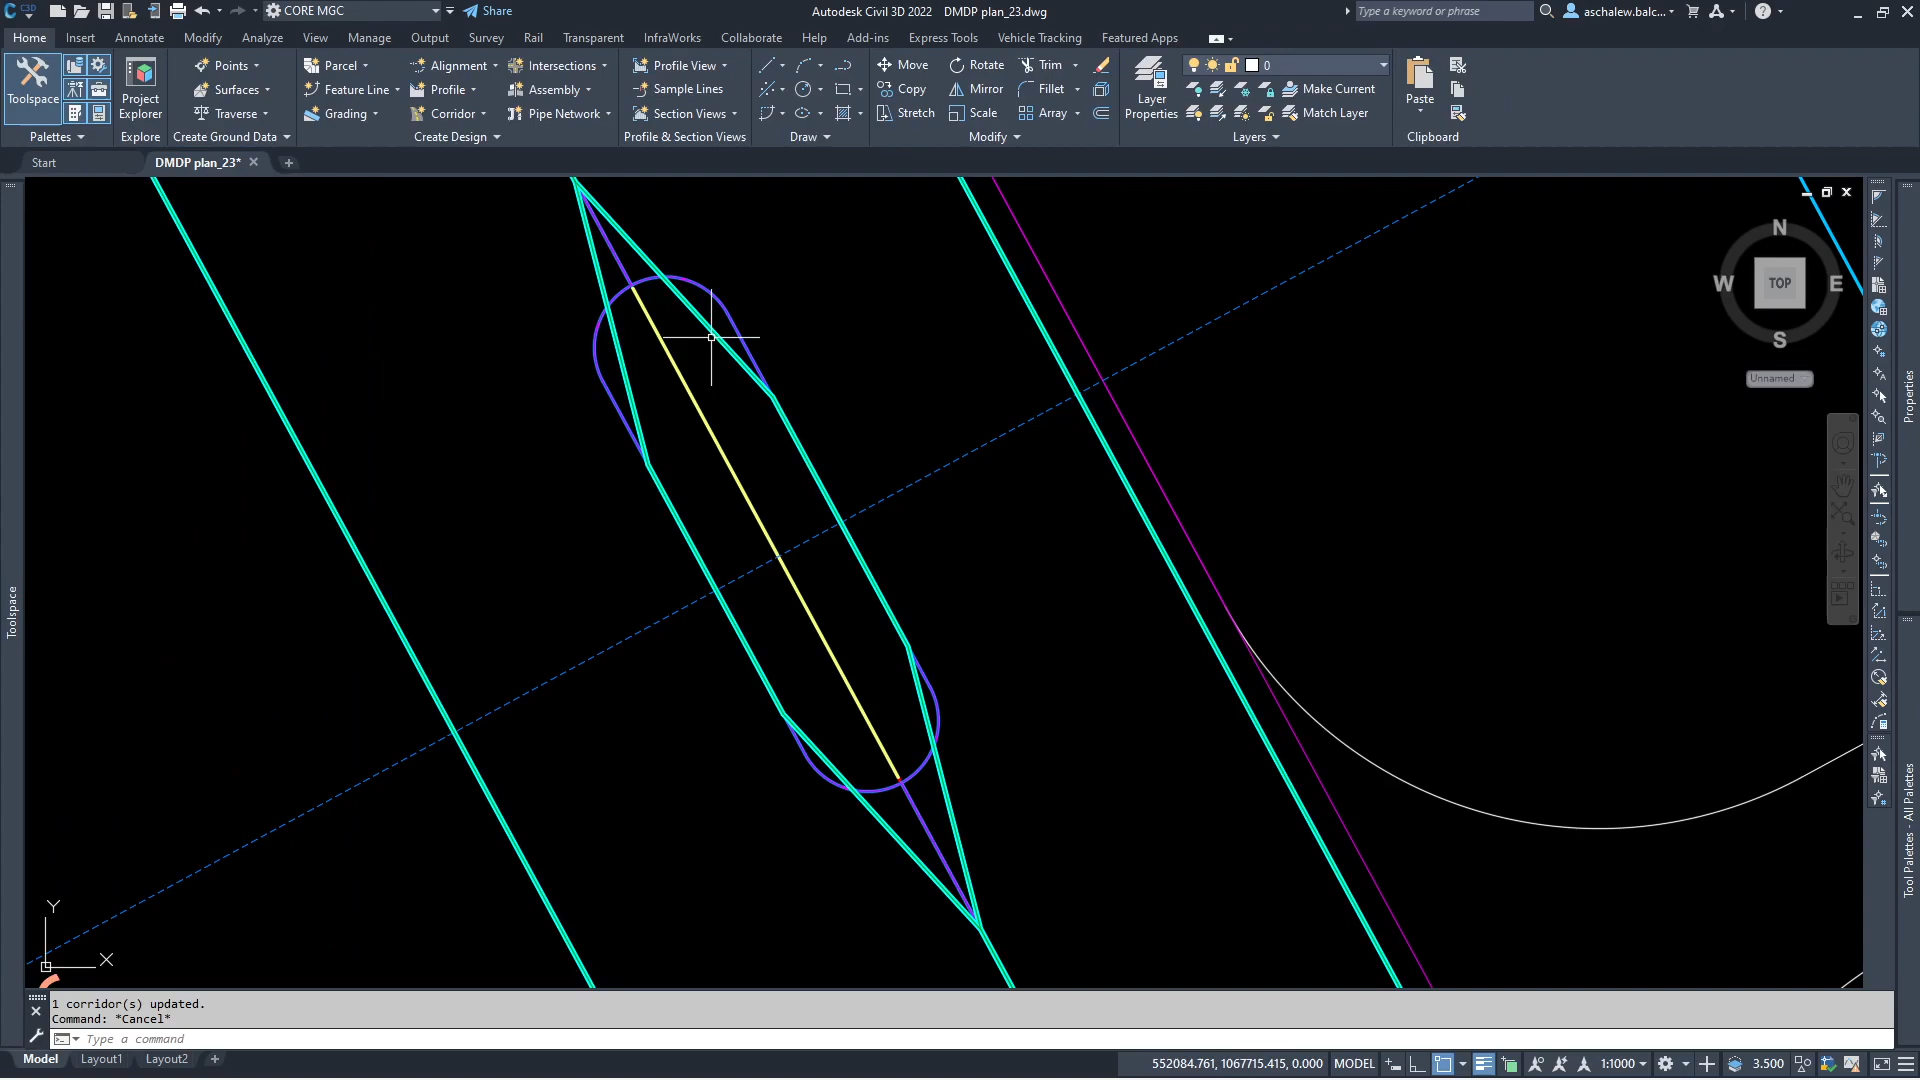 C3D CORE MGC Share Autodesk Civil 3D 2022 DMDP plan_23.dwg Type a keyword or phrase aschalew.balc...
Home Insert Annotate Modify Analyze View Manage Output Survey Rail Transparent InfraWorks Collaborate Help Add-ins Express Tools Vehicle Tracking Featured Apps
Toolspace
Palettes
Project Explorer
Explore
Points
Surfaces
Traverse
Create Ground Data
Parcel
Feature Line
Grading
Alignment
Profile
Corridor
Intersections
Assembly
Pipe Network
Create Design
Profile View
Sample Lines
Section Views
Profile & Section Views
Draw
Move
Copy
Stretch
Rotate
Mirror
Scale
Trim
Fillet
Array
Modify
Layer Properties
0
Make Current
Match Layer
Layers
Paste
Clipboard
Start DMDP plan_23*
N
W TOP E
S
Unnamed
Toolspace
Properties
Tool Palettes - All Palettes
Y
X
1 corridor(s) updated.
Command: *Cancel*
Type a command
Model Layout1 Layout2
552084.761, 1067715.415, 0.000 MODEL 1:1000 3.500